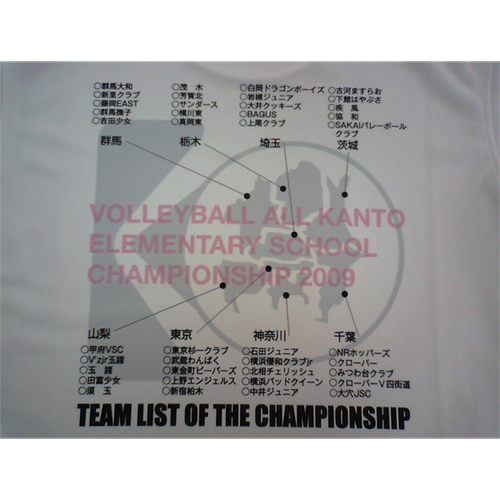 ○群馬大和
○新里クラブ
○藤岡EAST
○群馬撫子
○吉田少女
○茂木
○芳賀北
○サンダース
○横川東
○真岡東
○白岡ドラゴンボーイズ
○岩槻ジュニア
○大井クッキーズ
○BAGUS
○上尾クラブ
○古河ますらお
○下館はやぶさ
○疾風
○協和
○SAKAIバレーボール
クラブ
群馬
栃木
埼玉
茨城
VOLLEYBALL ALL KANTO
ELEMENTARY SCHOOL
CHAMPIONSHIP 2009
山梨
東京
神奈川
千葉
○甲府VSC
○V'zjr玉諸
○玉諸
○田富少女
○須玉
○東京杉一クラブ
○武蔵わんぱく
○東金町ビーバーズ
○上野エンジェルス
○新宿柏木
○石田ジュニア
○横浜優和クラブjr
○北相チェリッシュ
○横浜バッドクイーン
○中井ジュニア
○NRホッパーズ
○クローバー
○みつわ台クラブ
○クローバーV四街道
○大穴JSC
TEAM LIST OF THE CHAMPIONSHIP